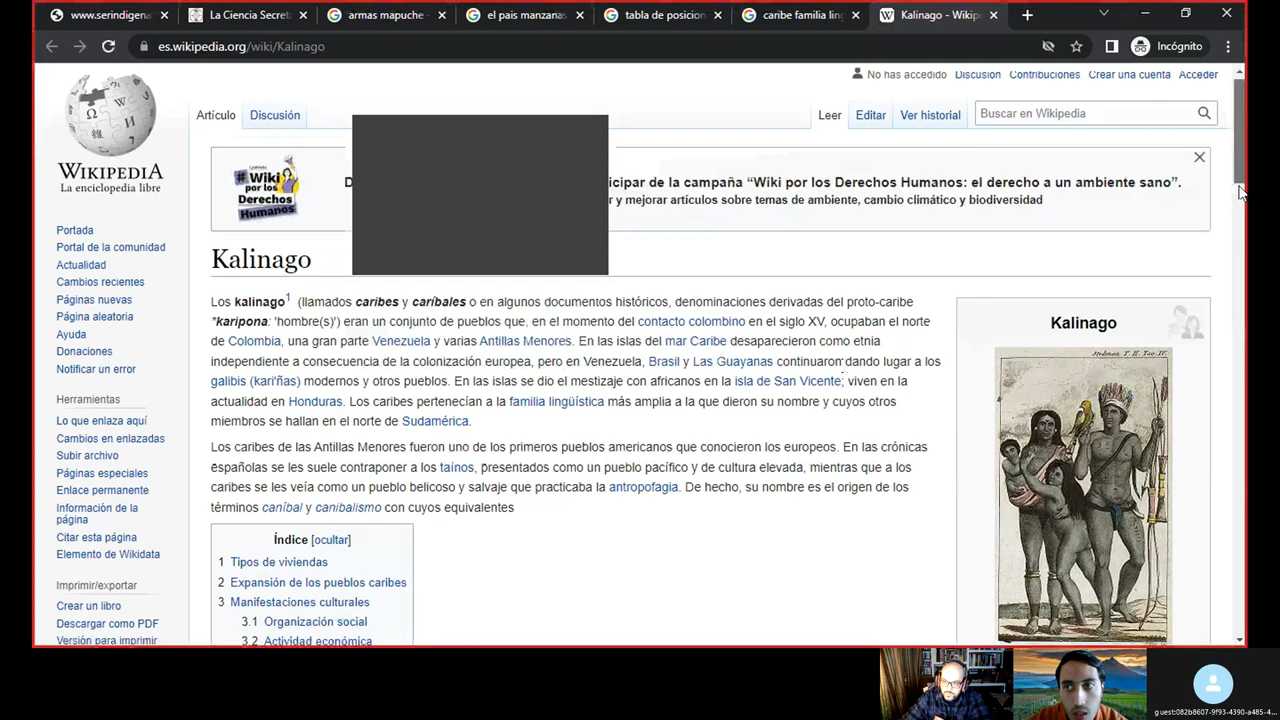 www.serindigena
La Ciencia Secreta
armas mapuche -
el pais manzanas
tabla de posicion
caribe familia ling
Kalinago - Wikip
es.wikipedia.org/wiki/Kalinago
Incógnito
No has accedido Discusión Contribuciones Crear una cuenta Acceder
Artículo Discusión Leer Editar Ver historial Buscar en Wikipedia
WIKIPEDIA
La enciclopedia libre
# Wiki por los Derechos Humanos
D icipar de la campaña “Wiki por los Derechos Humanos: el derecho a un ambiente sano”.
r y mejorar artículos sobre temas de ambiente, cambio climático y biodiversidad
Portada
Portal de la comunidad
Actualidad
Cambios recientes
Páginas nuevas
Página aleatoria
Ayuda
Donaciones
Notificar un error
Herramientas
Lo que enlaza aquí
Cambios en enlazadas
Subir archivo
Páginas especiales
Enlace permanente
Información de la
página
Citar esta página
Elemento de Wikidata
Imprimir/exportar
Crear un libro
Descargar como PDF
Versión para imprimir
Kalinago
Los kalinago1 (llamados caribes y caríbales o en algunos documentos históricos, denominaciones derivadas del proto-caribe
*karipona: 'hombre(s)') eran un conjunto de pueblos que, en el momento del contacto colombino en el siglo XV, ocupaban el norte
de Colombia, una gran parte Venezuela y varias Antillas Menores. En las islas del mar Caribe desaparecieron como etnia
independiente a consecuencia de la colonización europea, pero en Venezuela, Brasil y Las Guayanas continuaron dando lugar a los
galibis (kari'ñas) modernos y otros pueblos. En las islas se dio el mestizaje con africanos en la isla de San Vicente; viven en la
actualidad en Honduras. Los caribes pertenecían a la familia lingüística más amplia a la que dieron su nombre y cuyos otros
miembros se hallan en el norte de Sudamérica.
Los caribes de las Antillas Menores fueron uno de los primeros pueblos americanos que conocieron los europeos. En las crónicas
españolas se les suele contraponer a los taínos, presentados como un pueblo pacífico y de cultura elevada, mientras que a los
caribes se les veía como un pueblo belicoso y salvaje que practicaba la antropofagia. De hecho, su nombre es el origen de los
términos caníbal y canibalismo con cuyos equivalentes
Índice [ocultar]
1 Tipos de viviendas
2 Expansión de los pueblos caribes
3 Manifestaciones culturales
3.1 Organización social
3.2 Actividad económica
Kalinago